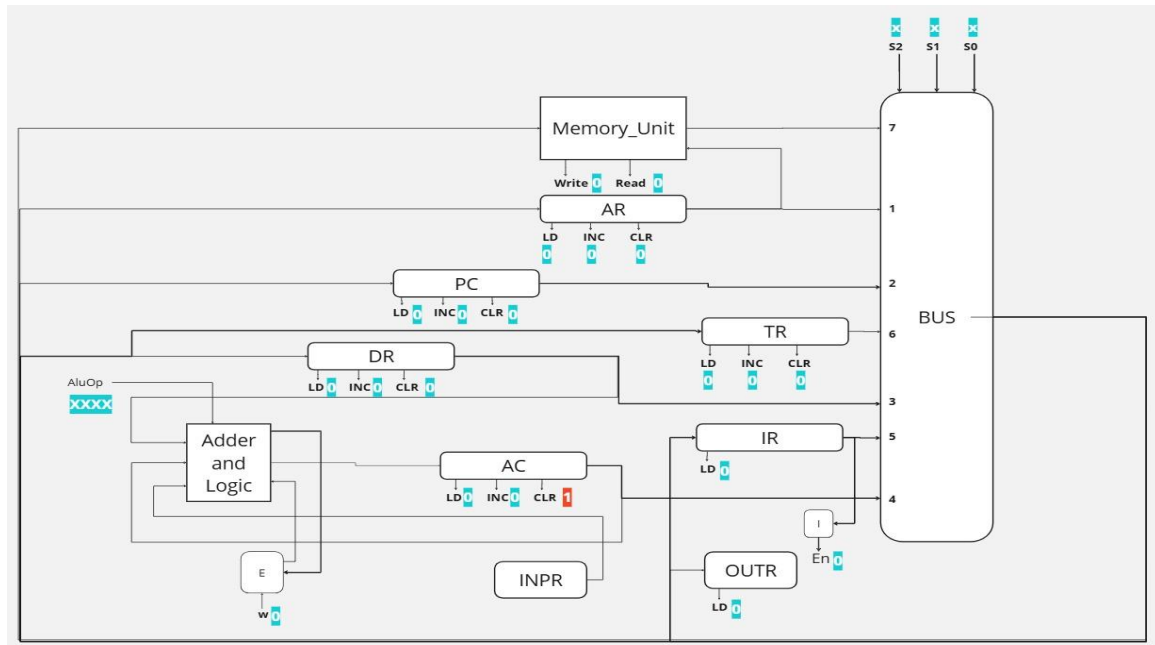 X X X
S2 S1 S0
Memory_Unit
7
Write 0 Read 0
AR
1
LD INC CLR
0 0 0
PC
2
LD 0 INC 0 CLR 0
TR
BUS
6
LD INC CLR
0 0 0
DR
LD 0 INC 0 CLR 0
AluOp
XXXX
3
Adder
and
Logic
IR
5
LD 0
AC
LD 0 INC 0 CLR 1
4
I
En 0
E
w 0
INPR
OUTR
LD 0